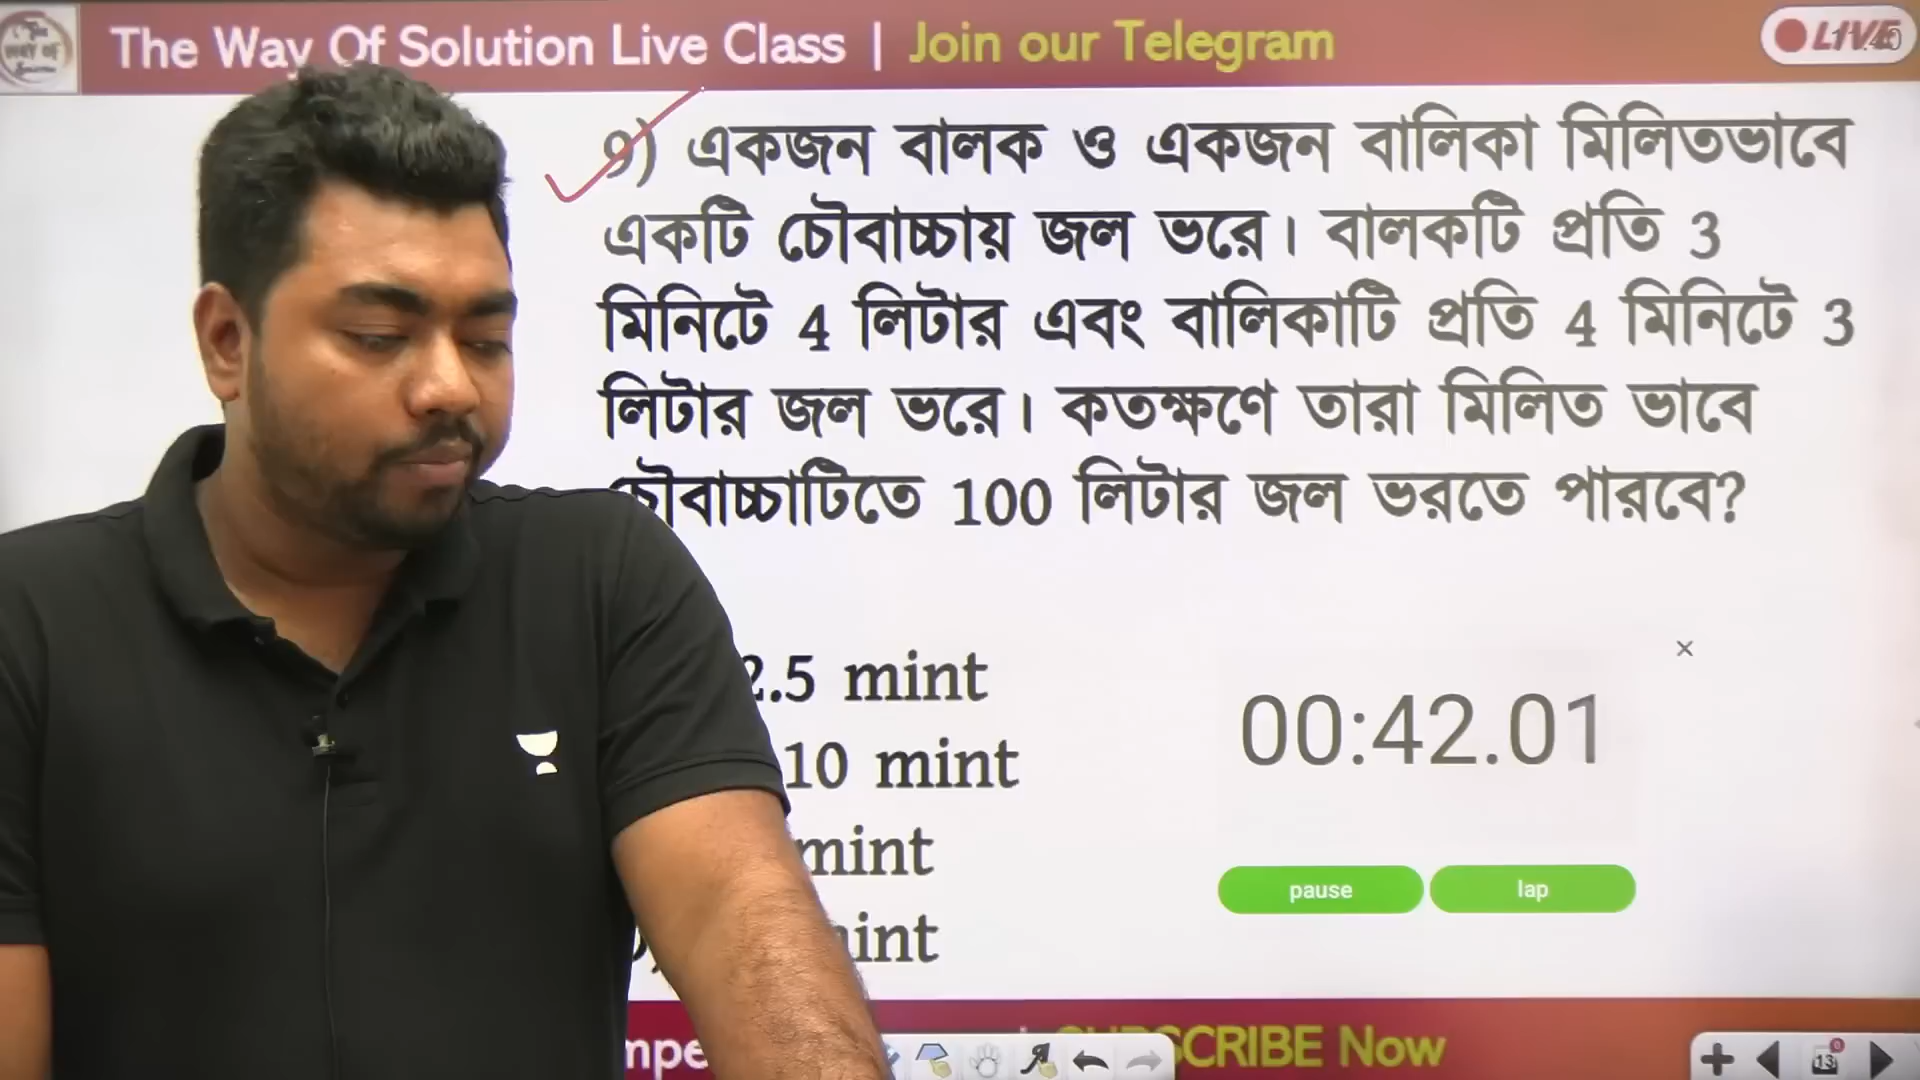 The Way Of Solution Live Class | Join our Telegram
LIVE
9) একজন বালক ও একজন বালিকা মিলিতভাবে
একটি চৌবাচ্চায় জল ভরে। বালকটি প্রতি 3
মিনিটে 4 লিটার এবং বালিকাটি প্রতি 4 মিনিটে 3
লিটার জল ভরে। কতক্ষণে তারা মিলিত ভাবে
চৌবাচ্চাটিতে 100 লিটার জল ভরতে পারবে?
2.5 mint
10 mint
mint
00:42.01
pause lap
SUBSCRIBE Now
13